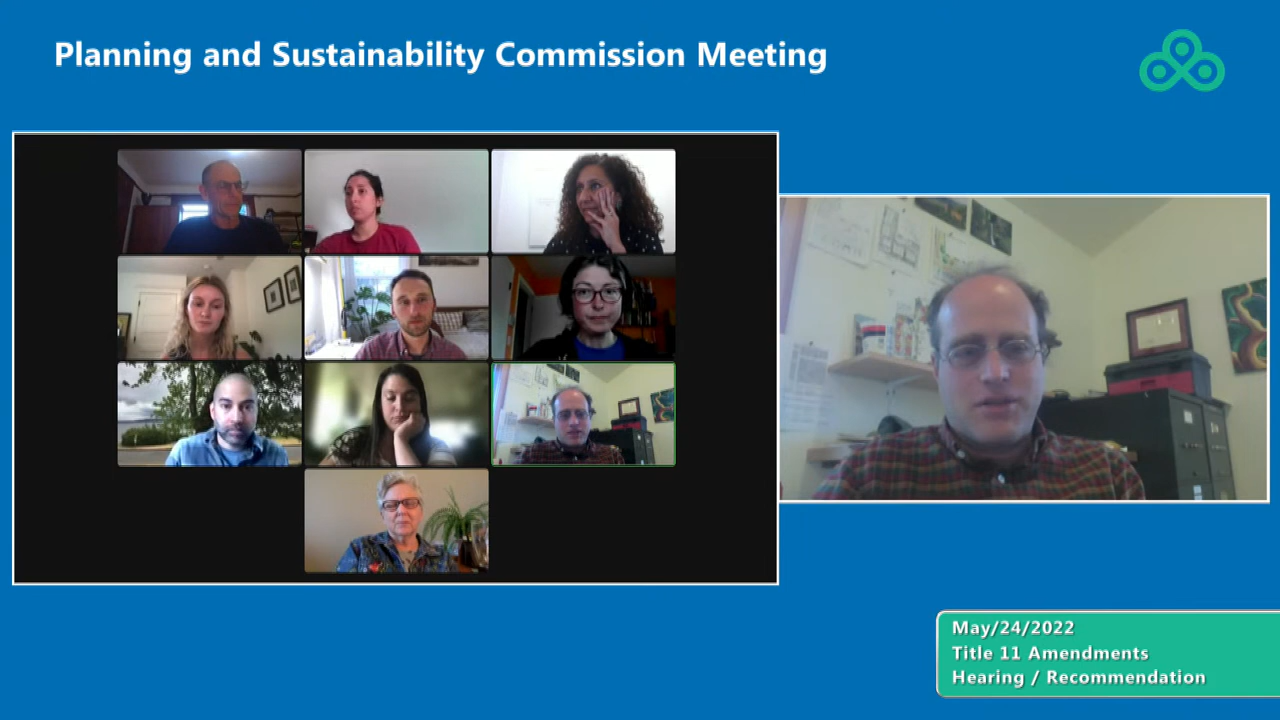 Planning and Sustainability Commission Meeting
May/24/2022
Title 11 Amendments
Hearing / Recommendation